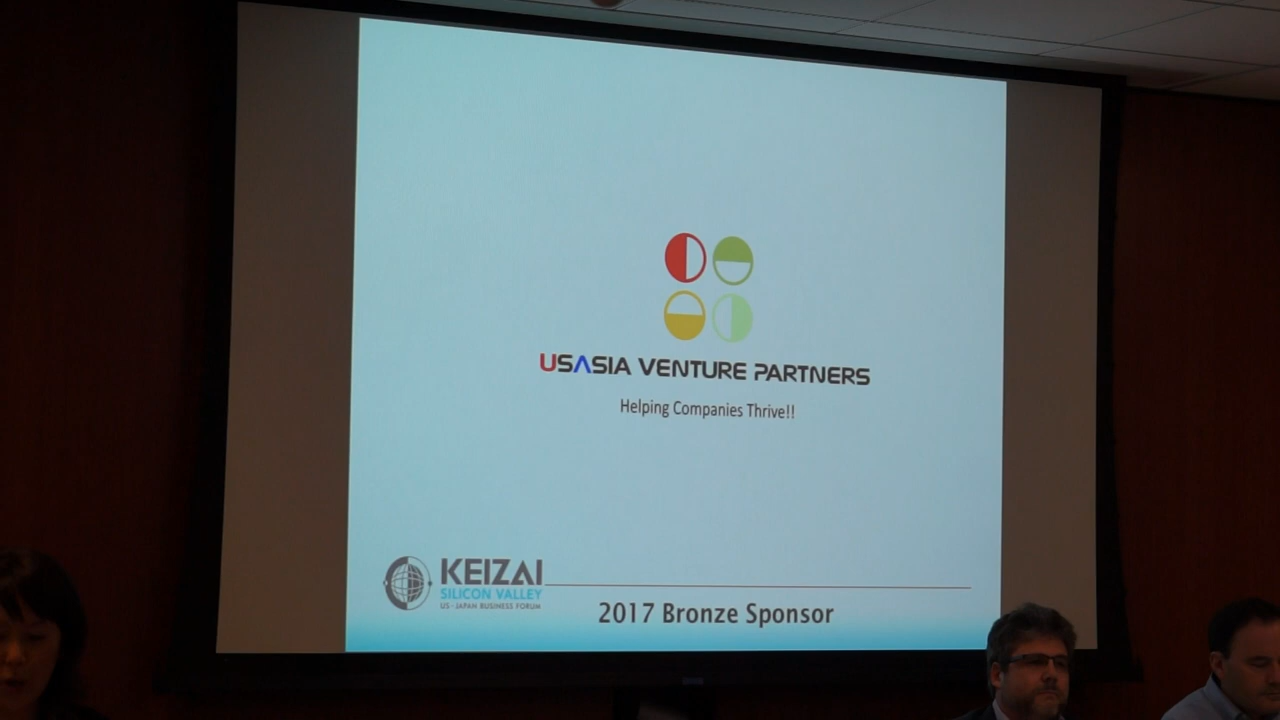 USASIA VENTURE PARTNERS
Helping Companies Thrive!!
KEIZAI
SILICON VALLEY
US - JAPAN BUSINESS FORUM
2017 Bronze Sponsor